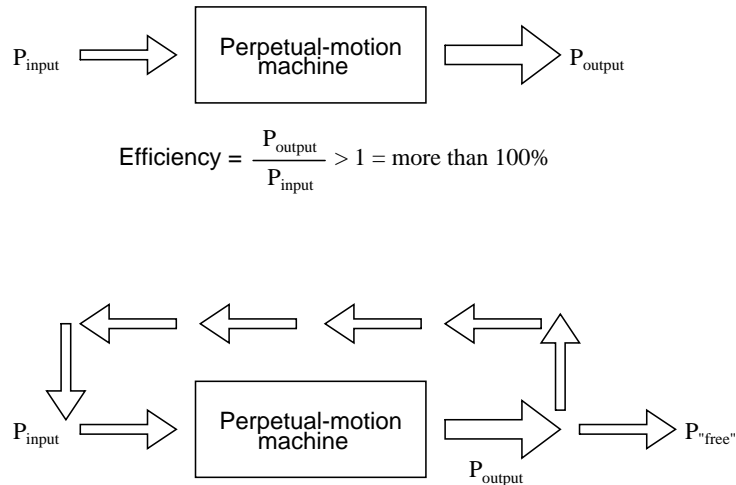 P_input Perpetual-motion machine P_output
Efficiency = P_output / P_input > 1 = more than 100%
P_input Perpetual-motion machine P_output P_"free"